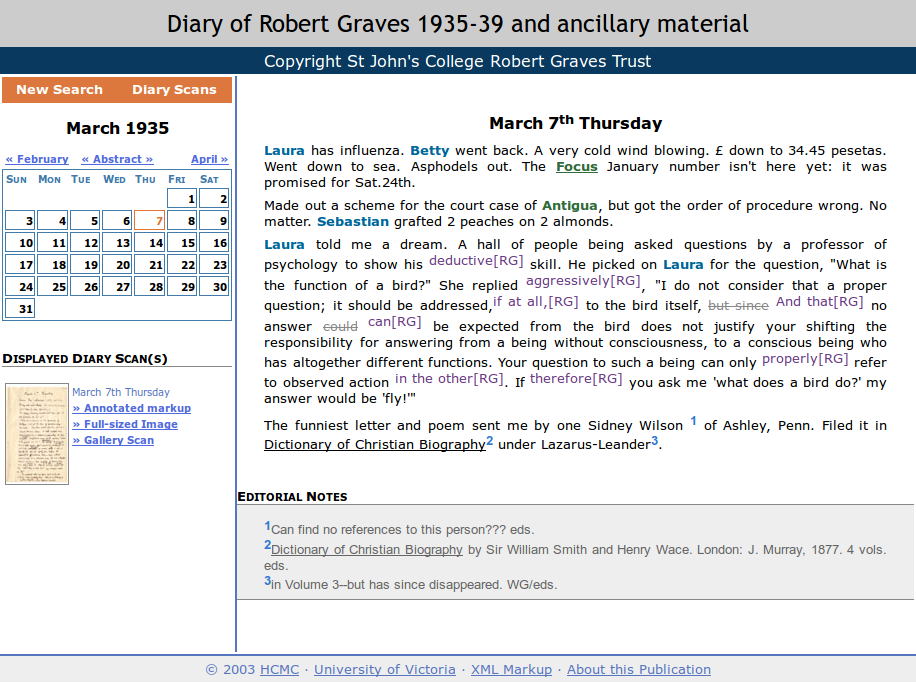 Diary of Robert Graves 1935-39 and ancillary material
Copyright St John's College Robert Graves Trust
New Search Diary Scans
March 1935
« February « Abstract » April »
SUN MON TUE WED THU FRI SAT
1 2
3 4 5 6 7 8 9
10 11 12 13 14 15 16
17 18 19 20 21 22 23
24 25 26 27 28 29 30
31
DISPLAYED DIARY SCAN(S)
March 7th Thursday
» Annotated markup
» Full-sized Image
» Gallery Scan
March 7th Thursday
Laura has influenza. Betty went back. A very cold wind blowing. £ down to 34.45 pesetas.
Went down to sea. Asphodels out. The Focus January number isn't here yet: it was
promised for Sat.24th.
Made out a scheme for the court case of Antigua, but got the order of procedure wrong. No
matter. Sebastian grafted 2 peaches on 2 almonds.
Laura told me a dream. A hall of people being asked questions by a professor of
psychology to show his deductive[RG] skill. He picked on Laura for the question, "What is
the function of a bird?" She replied aggressively[RG], "I do not consider that a proper
question; it should be addressed,if at all,[RG] to the bird itself, but since And that[RG] no
answer could can[RG] be expected from the bird does not justify your shifting the
responsibility for answering from a being without consciousness, to a conscious being who
has altogether different functions. Your question to such a being can only properly[RG] refer
to observed action in the other[RG]. If therefore[RG] you ask me 'what does a bird do?' my
answer would be 'fly!'"
The funniest letter and poem sent me by one Sidney Wilson 1 of Ashley, Penn. Filed it in
Dictionary of Christian Biography2 under Lazarus-Leander3.
EDITORIAL NOTES
1Can find no references to this person??? eds.
2Dictionary of Christian Biography by Sir William Smith and Henry Wace. London: J. Murray, 1877. 4 vols.
eds.
3in Volume 3--but has since disappeared. WG/eds.
© 2003 HCMC · University of Victoria · XML Markup · About this Publication